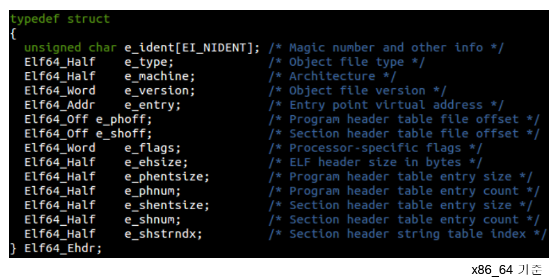 typedef struct
{
  unsigned char e_ident[EI_NIDENT]; /* Magic number and other info */
  Elf64_Half    e_type;             /* Object file type */
  Elf64_Half    e_machine;          /* Architecture */
  Elf64_Word    e_version;          /* Object file version */
  Elf64_Addr    e_entry;            /* Entry point virtual address */
  Elf64_Off e_phoff;                /* Program header table file offset */
  Elf64_Off e_shoff;                /* Section header table file offset */
  Elf64_Word    e_flags;            /* Processor-specific flags */
  Elf64_Half    e_ehsize;           /* ELF header size in bytes */
  Elf64_Half    e_phentsize;        /* Program header table entry size */
  Elf64_Half    e_phnum;            /* Program header table entry count */
  Elf64_Half    e_shentsize;        /* Section header table entry size */
  Elf64_Half    e_shnum;            /* Section header table entry count */
  Elf64_Half    e_shstrndx;         /* Section header string table index */
} Elf64_Ehdr;
x86_64 기준